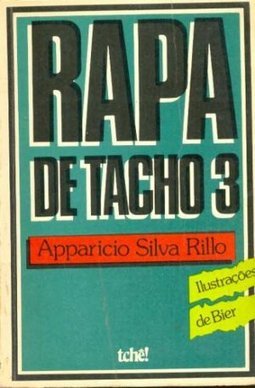 RAPA
DE TACHO 3
Apparicio Silva Rillo
Ilustrações
de Bier
tchê!